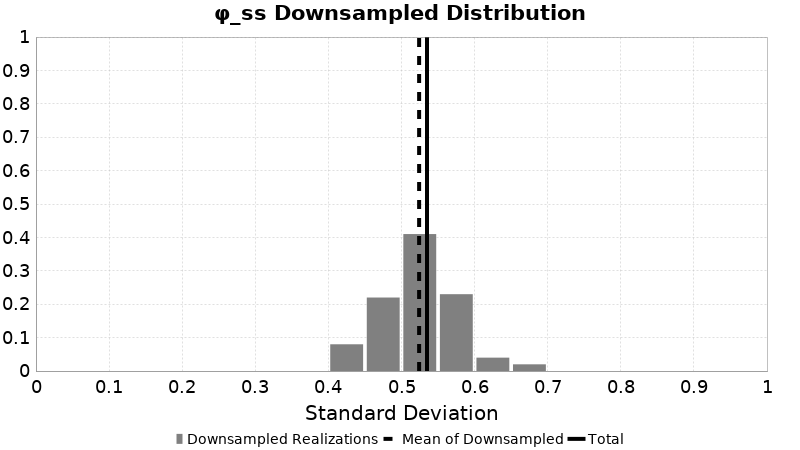 φ_ss Downsampled Distribution
1
0.9
0.8
0.7
0.6
0.5
0.4
0.3
0.2
0.1
0
0 0.1 0.2 0.3 0.4 0.5 0.6 0.7 0.8 0.9 1
Standard Deviation
Downsampled Realizations Mean of Downsampled Total